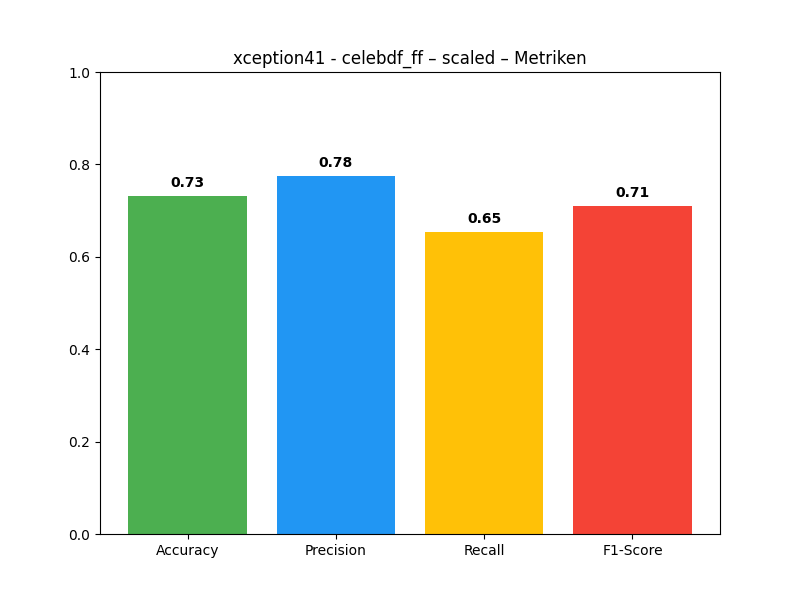 xception41 - celebdf_ff – scaled – Metriken
1.0
0.8
0.6
0.4
0.2
0.0
0.73
0.78
0.65
0.71
Accuracy
Precision
Recall
F1-Score